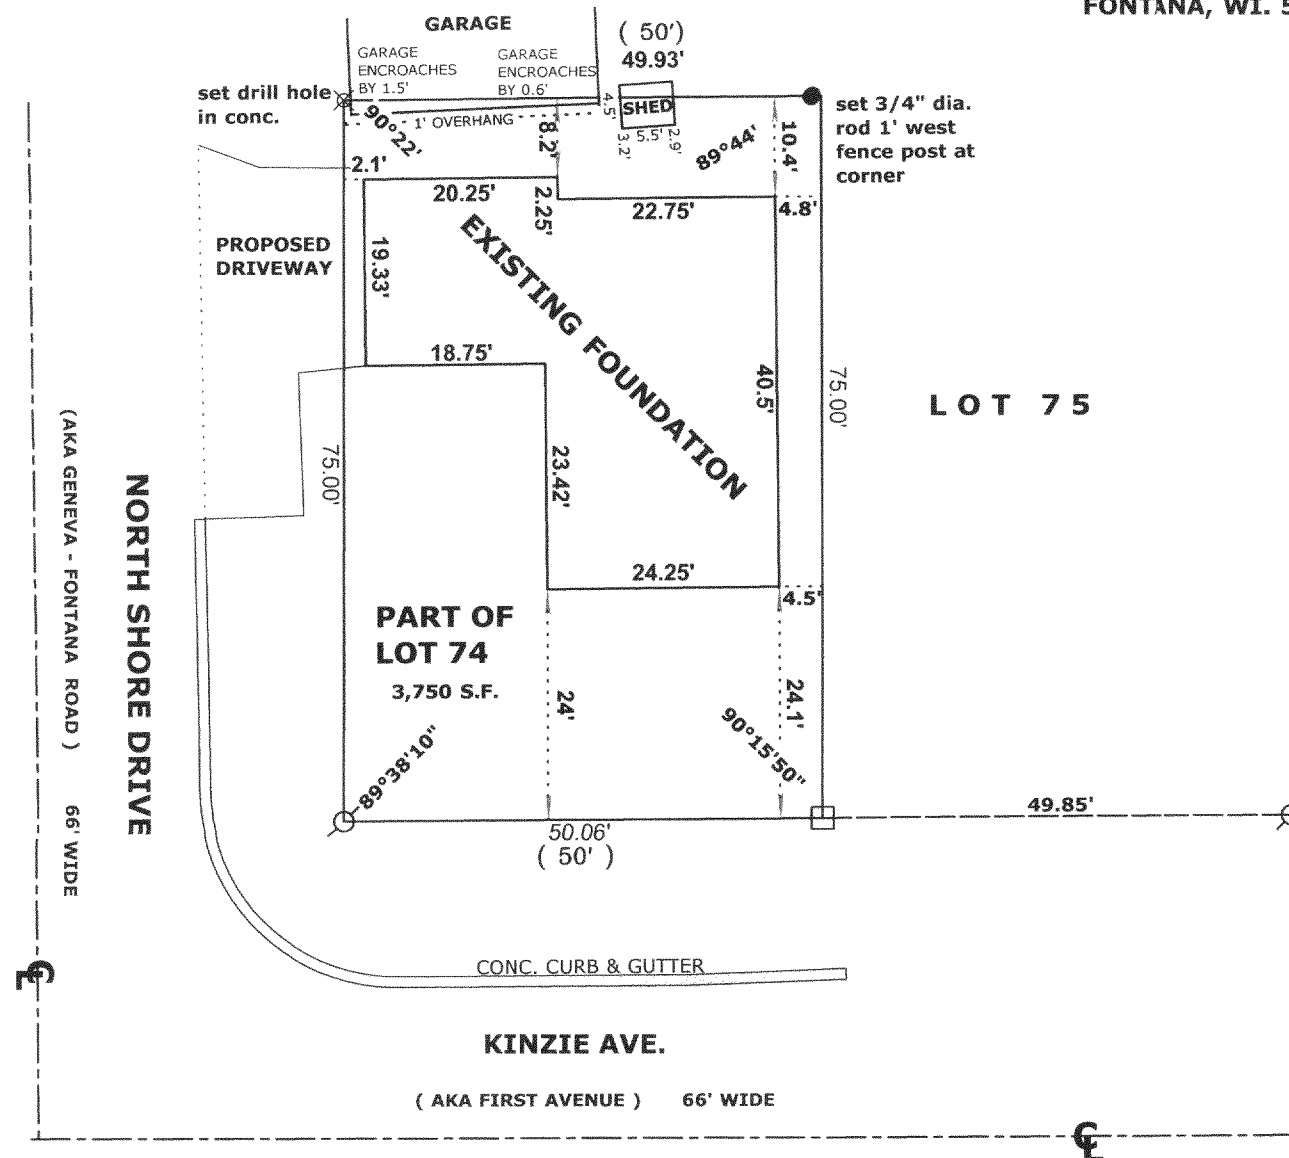 FONTANA, WI.
GARAGE
( 50')
49.93'
GARAGE
ENCROACHES
BY 1.5'
GARAGE
ENCROACHES
BY 0.6'
set drill hole
in conc.
4.5'
SHED
1' OVERHANG
3.2'
5.5'
2.9'
90°22'
8.2'
89°44'
10.4'
set 3/4" dia.
rod 1' west
fence post at
corner
2.1'
20.25'
2.25'
22.75'
4.8'
PROPOSED
DRIVEWAY
19.33'
EXISTING FOUNDATION
18.75'
40.5'
75.00'
LOT 75
(AKA GENEVA - FONTANA ROAD ) 66' WIDE
NORTH SHORE DRIVE
75.00'
23.42'
24.25'
4.5'
PART OF
LOT 74
3,750 S.F.
24'
24.1'
89°38'10"
90°15'50"
49.85'
50.06'
( 50' )
CONC. CURB & GUTTER
KINZIE AVE.
( AKA FIRST AVENUE ) 66' WIDE